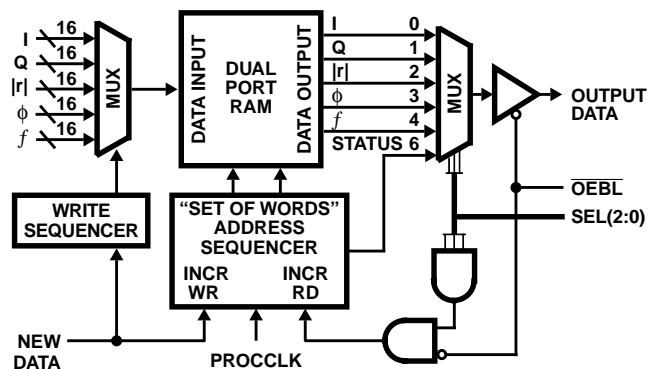 I 16
Q 16
|r| 16
ϕ 16
f 16
MUX
DATA INPUT
DUAL
PORT
RAM
DATA OUTPUT
I 0
Q 1
|r| 2
ϕ 3
f 4
STATUS 6
MUX
OUTPUT
DATA
OEBL
SEL(2:0)
WRITE
SEQUENCER
“SET OF WORDS”
ADDRESS
SEQUENCER
INCR
WR
INCR
RD
NEW
DATA
PROCCLK